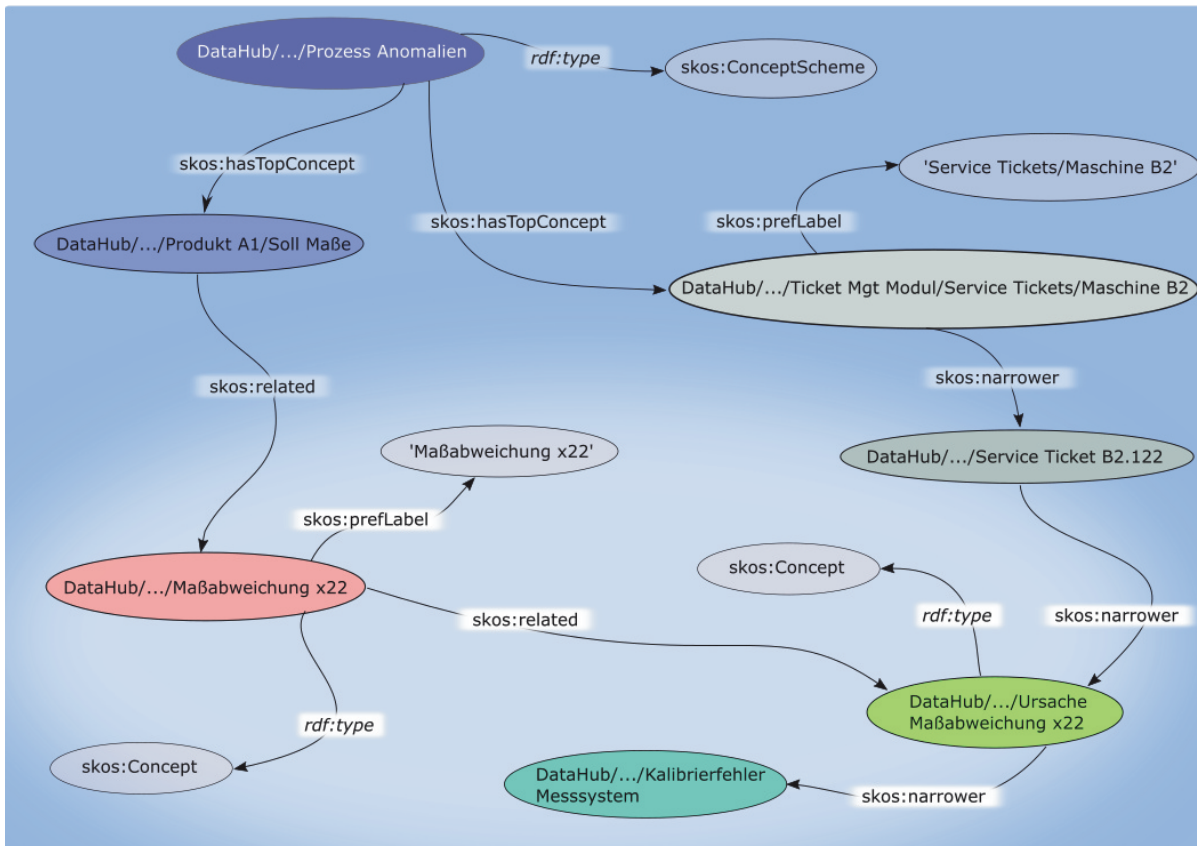 DataHub/.../Prozess Anomalien
rdf:type
skos:ConceptScheme
skos:hasTopConcept
'Service Tickets/Maschine B2'
skos:prefLabel
skos:hasTopConcept
DataHub/.../Produkt A1/Soll Maße
DataHub/.../Ticket Mgt Modul/Service Tickets/Maschine B2
skos:related
skos:narrower
'Maßabweichung x22'
DataHub/.../Service Ticket B2.122
skos:prefLabel
DataHub/.../Maßabweichung x22
skos:Concept
skos:related
rdf:type
skos:narrower
DataHub/.../Ursache
Maßabweichung x22
rdf:type
skos:Concept
DataHub/.../Kalibrierfehler
Messsystem
skos:narrower